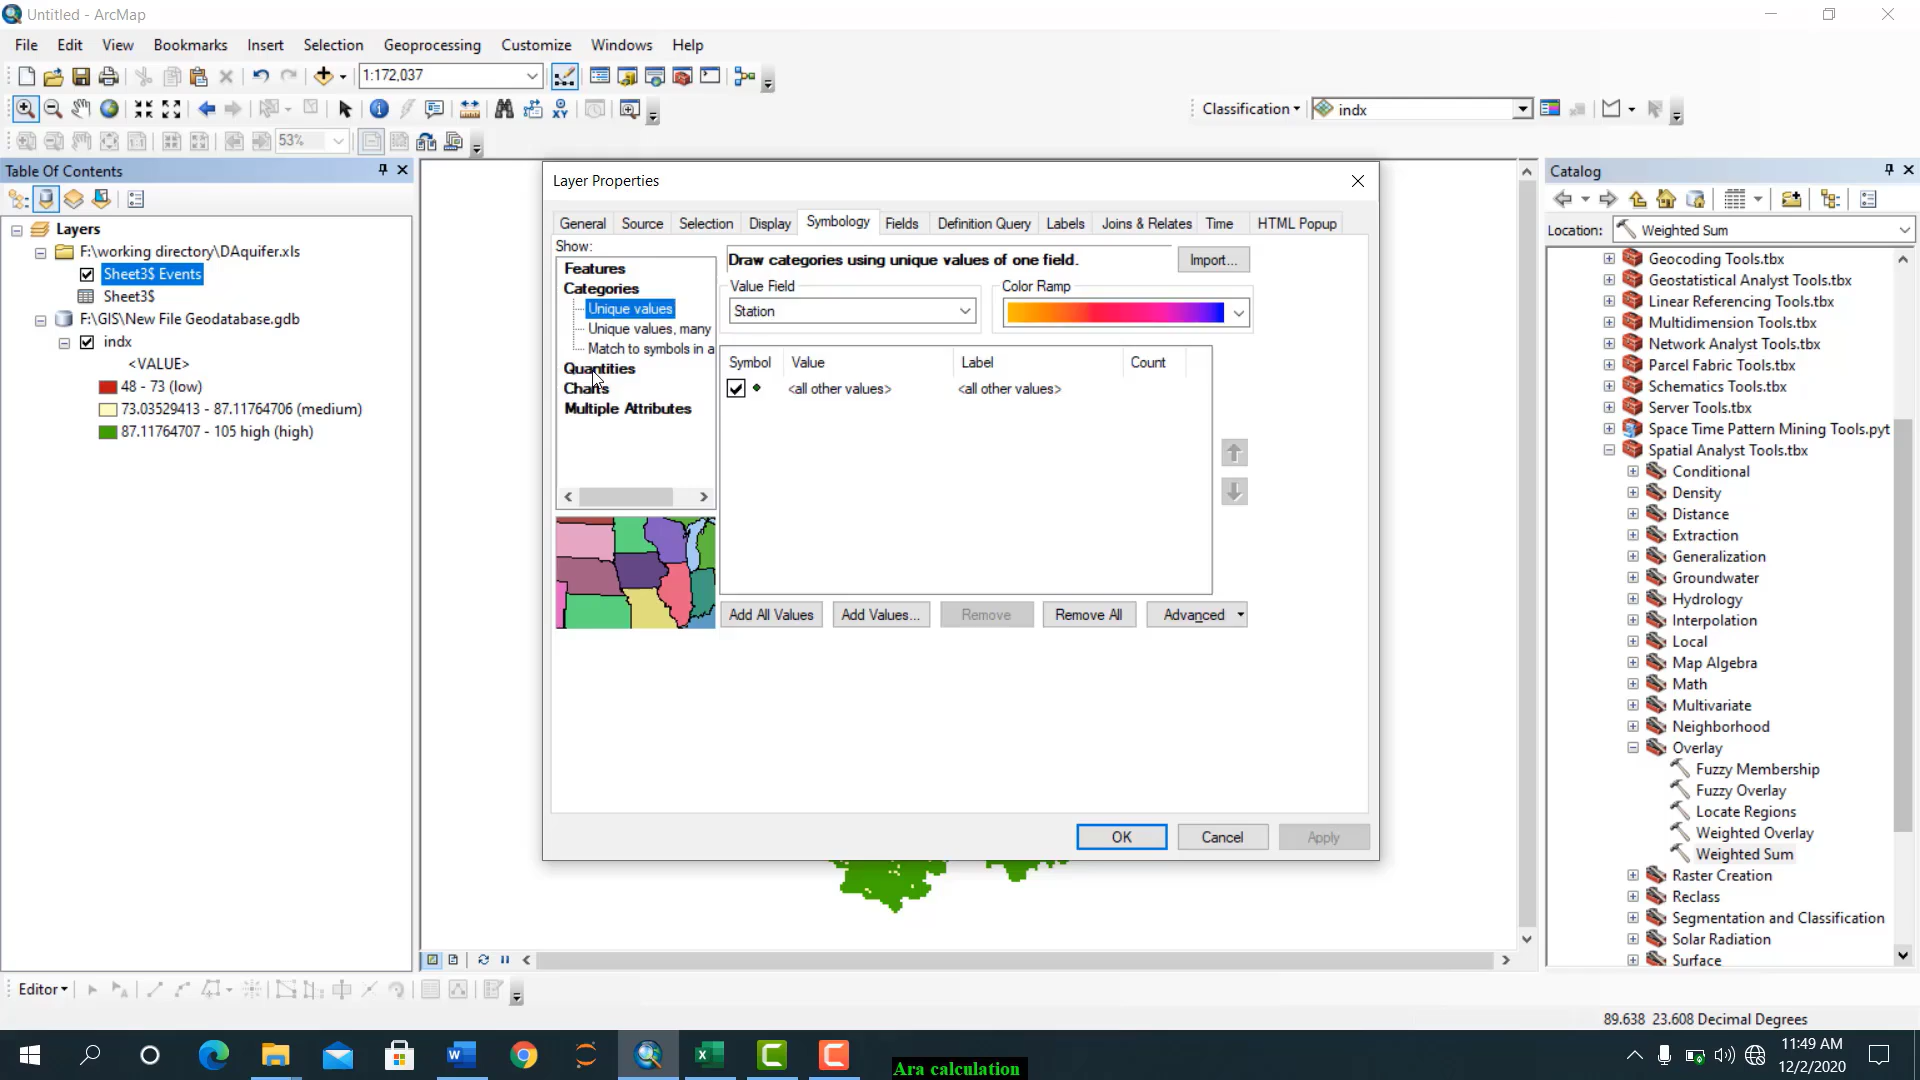 Untitled - ArcMap
File Edit View Bookmarks Insert Selection Geoprocessing Customize Windows Help
1:172,037
Classification indx
53%
Table Of Contents
Layers
F:\working directory\DAquifer.xls
Sheet3$ Events
Sheet3$
F:\GIS\New File Geodatabase.gdb
indx
<VALUE>
48 - 73 (low)
73.03529413 - 87.11764706 (medium)
87.11764707 - 105 high (high)
Layer Properties
General Source Selection Display Symbology Fields Definition Query Labels Joins & Relates Time HTML Popup
Show:
Features
Categories
Unique values
Unique values, many
Match to symbols in a
Quantities
Charts
Multiple Attributes
Draw categories using unique values of one field.
Import...
Value Field
Station
Color Ramp
Symbol Value Label Count
<all other values> <all other values>
Add All Values Add Values... Remove Remove All Advanced
OK Cancel Apply
Catalog
Location: Weighted Sum
Geocoding Tools.tbx
Geostatistical Analyst Tools.tbx
Linear Referencing Tools.tbx
Multidimension Tools.tbx
Network Analyst Tools.tbx
Parcel Fabric Tools.tbx
Schematics Tools.tbx
Server Tools.tbx
Space Time Pattern Mining Tools.pyt
Spatial Analyst Tools.tbx
Conditional
Density
Distance
Extraction
Generalization
Groundwater
Hydrology
Interpolation
Local
Map Algebra
Math
Multivariate
Neighborhood
Overlay
Fuzzy Membership
Fuzzy Overlay
Locate Regions
Weighted Overlay
Weighted Sum
Raster Creation
Reclass
Segmentation and Classification
Solar Radiation
Surface
Editor
89.638 23.608 Decimal Degrees
11:49 AM
12/2/2020
Ara calculation